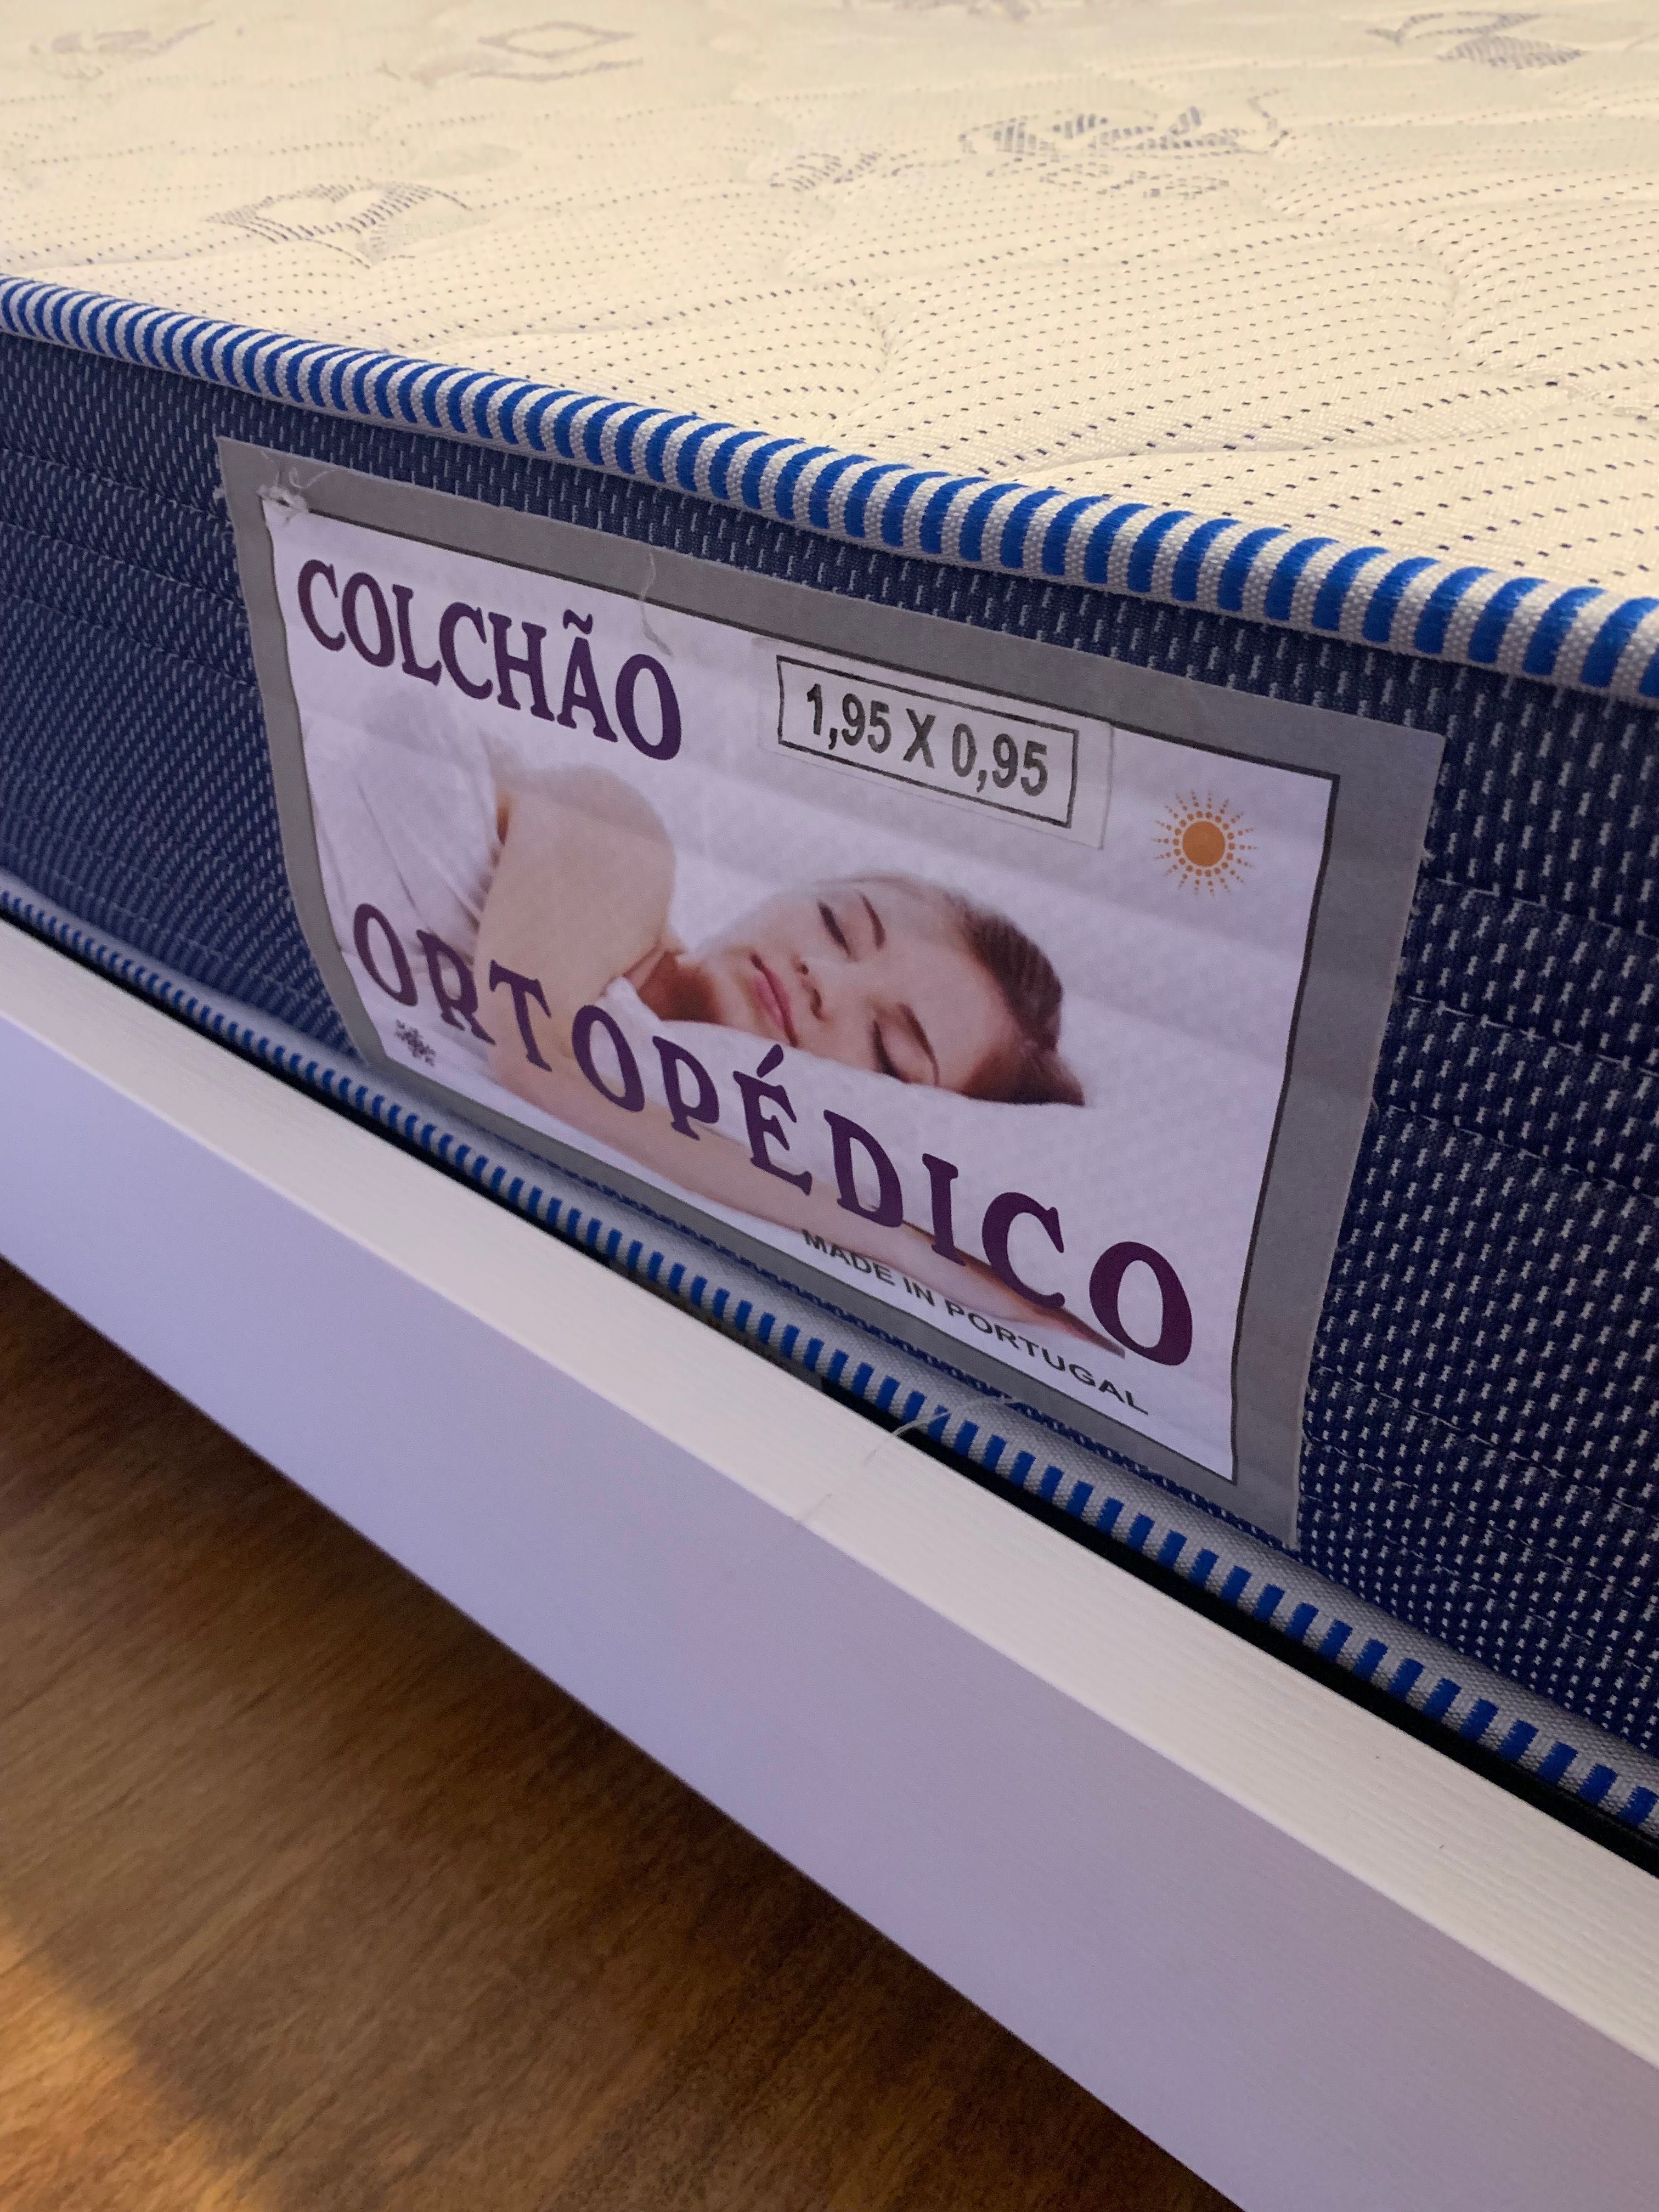 COLCHÃO
1,95 X 0,95
ORTOPÉDICO
MADE IN PORTUGAL